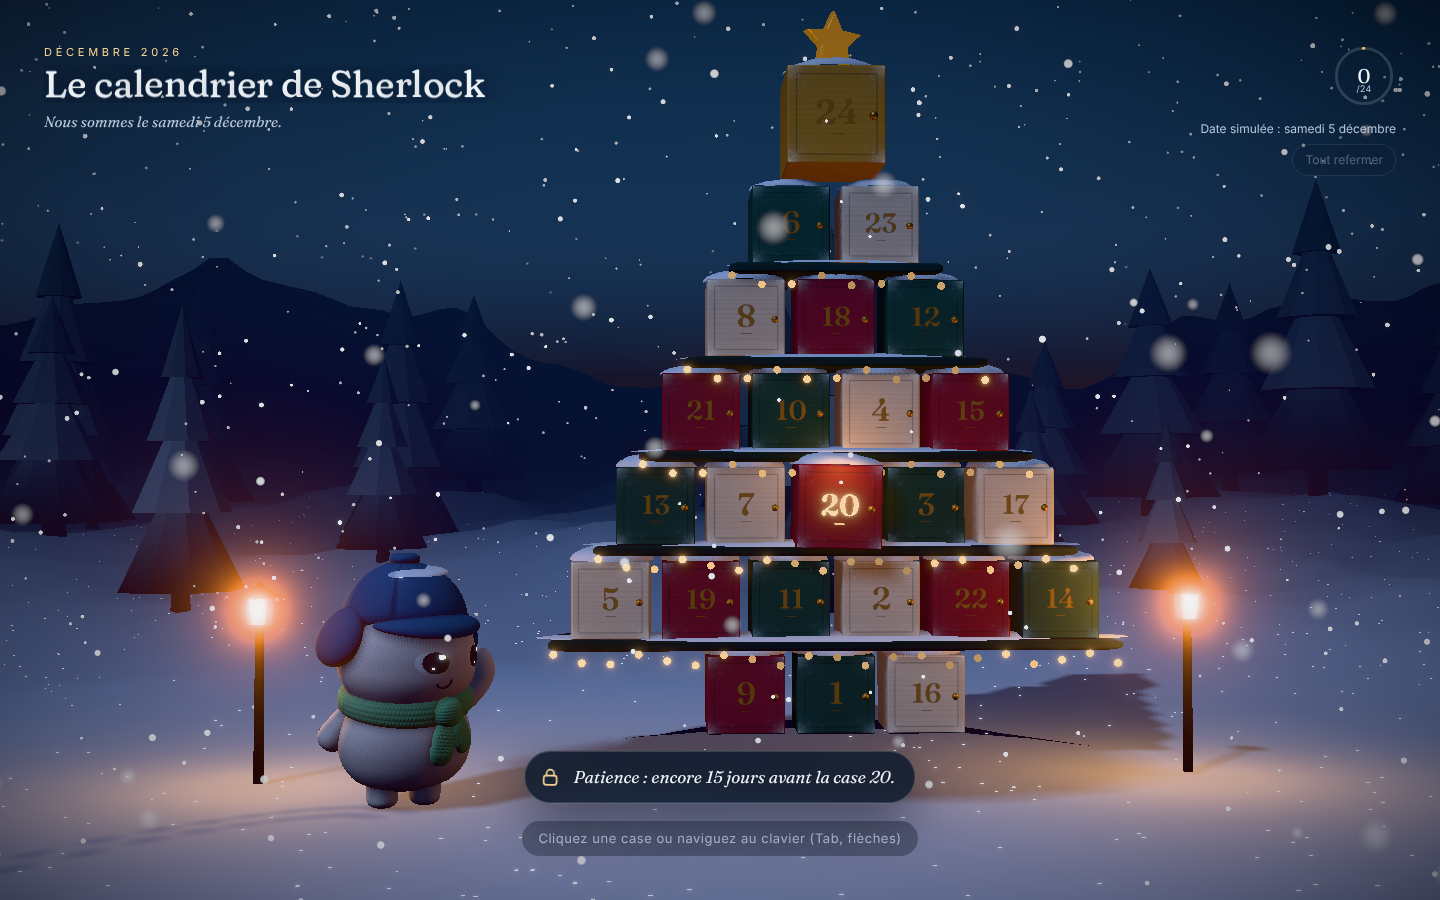 DÉCEMBRE 2026
Le calendrier de Sherlock
Nous sommes le samedi 5 décembre.
0
/24
Date simulée : samedi 5 décembre
Tout refermer
24
6 23
8 18 12
21 10 4 15
13 7 20 3 17
5 19 11 2 22 14
9 1 16
Patience : encore 15 jours avant la case 20.
Cliquez une case ou naviguez au clavier (Tab, flèches)